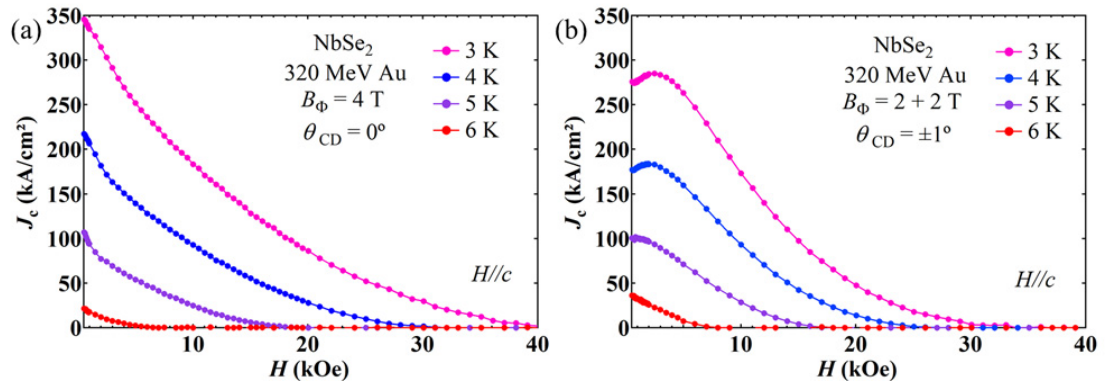 (a)
350
300
250
200
150
100
50
0
J_c (kA/cm²)
NbSe₂
320 MeV Au
B_Φ = 4 T
θ_CD = 0º
3 K
4 K
5 K
6 K
H//c
10
20
30
40
H (kOe)
(b)
350
300
250
200
150
100
50
0
J_c (kA/cm²)
NbSe₂
320 MeV Au
B_Φ = 2 + 2 T
θ_CD = ±1º
3 K
4 K
5 K
6 K
H//c
10
20
30
40
H (kOe)